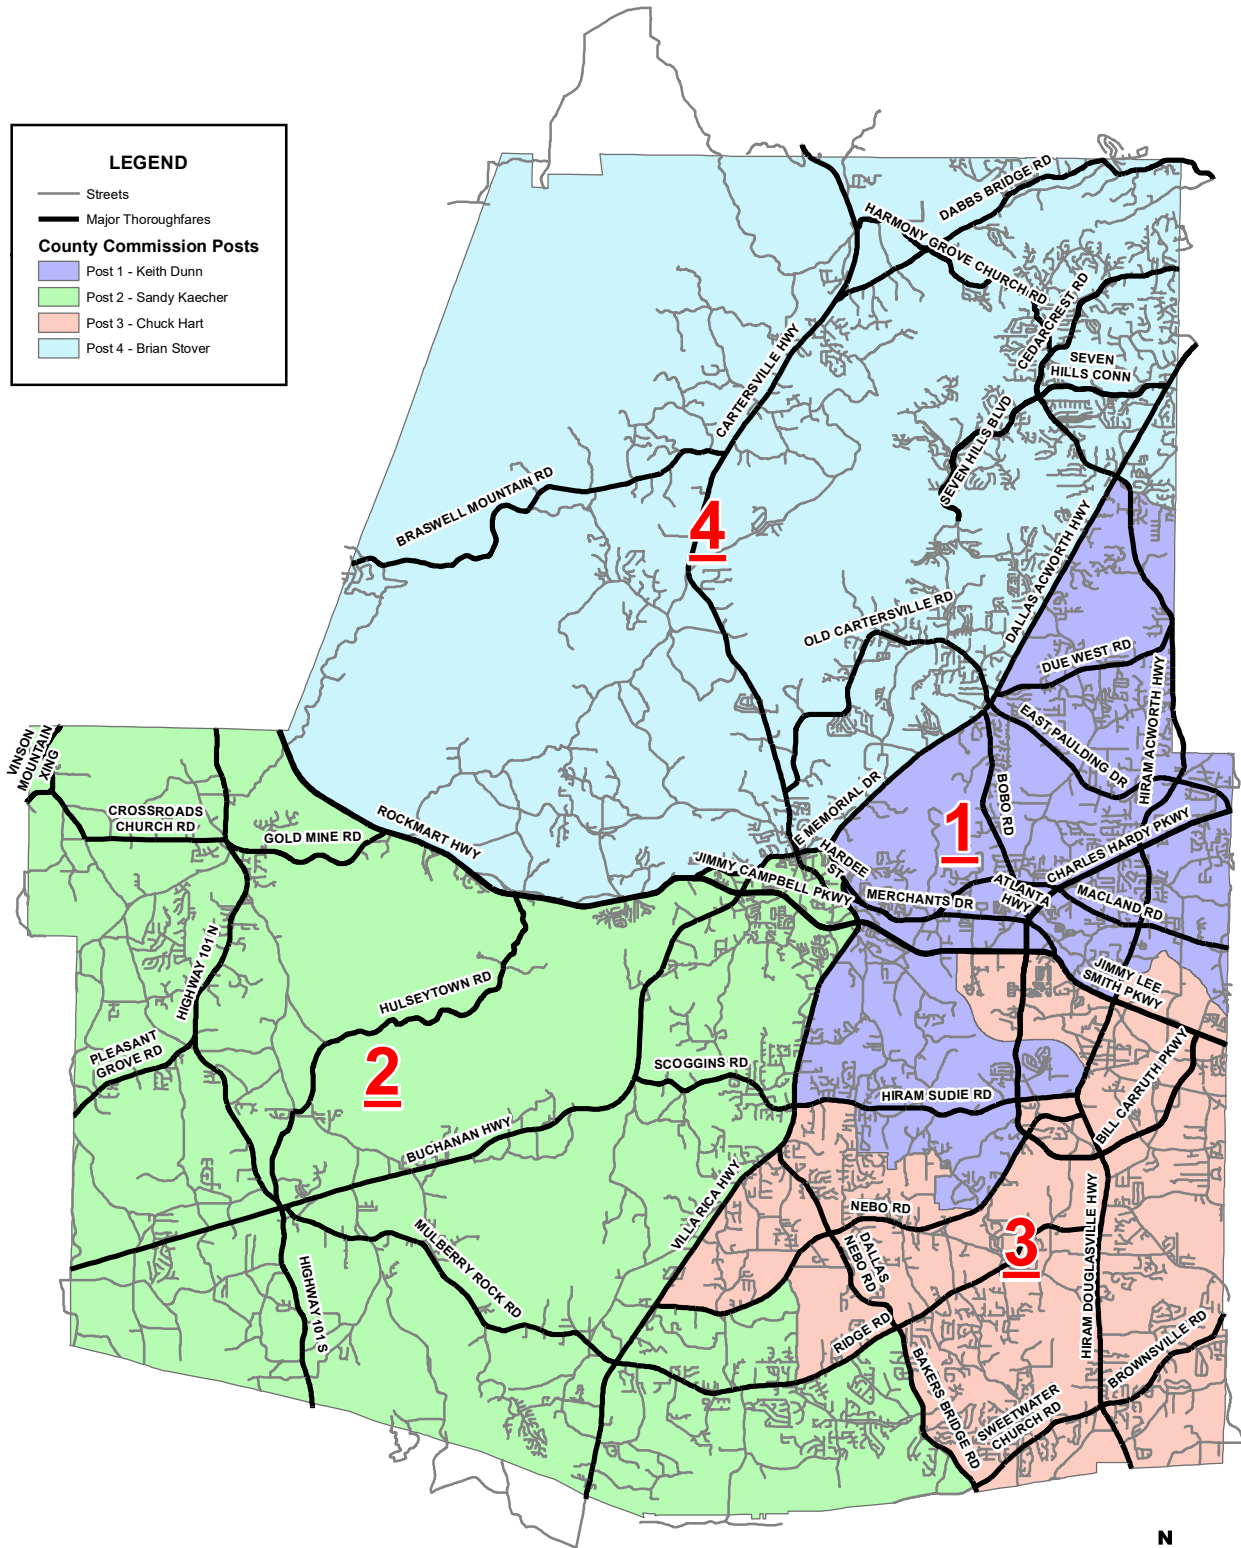 LEGEND
Streets
Major Thoroughfares
County Commission Posts
Post 1 - Keith Dunn
Post 2 - Sandy Kaecher
Post 3 - Chuck Hart
Post 4 - Brian Stover
DABBS BRIDGE RD
HARMONY GROVE CHURCH RD
CEDARCREST RD
SEVEN
HILLS CONN
CARTERSVILLE HWY
SEVEN HILLS BLVD
BRASWELL MOUNTAIN RD
4
DALLAS ACWORTH HWY
OLD CARTERSVILLE RD
DUE WEST RD
HIRAM ACWORTH HWY
EAST PAULDING DR
VINSON
MOUNTAIN
XING
CROSSROADS
CHURCH RD
GOLD MINE RD
ROCKMART HWY
E MEMORIAL DR
BOBO RD
1
CHARLES HARDY PKWY
HARDEE
ST
JIMMY CAMPBELL PKWY
MERCHANTS DR
ATLANTA
HWY
MACLAND RD
HIGHWAY 101 N
HULSEYTOWN RD
JIMMY LEE
SMITH PKWY
PLEASANT
GROVE RD
2
SCOGGINS RD
HIRAM SUDIE RD
BILL CARRUTH PKWY
BUCHANAN HWY
VILLA RICA HWY
NEBO RD
3
DALLAS
NEBO RD
MULBERRY ROCK RD
HIGHWAY 101 S
HIRAM DOUGLASVILLE HWY
RIDGE RD
BROWNSVILLE RD
BAKERS BRIDGE RD
SWEETWATER
CHURCH RD
N